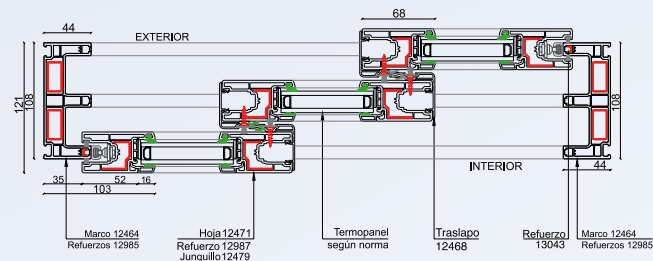 68
44
EXTERIOR
121
108
108
INTERIOR
44
35
52
16
103
Marco 12464
Refuerzos 12985
Hoja 12471
Refuerzo 12987
Junquillo 12479
Termopanel
según norma
Traslapo
12468
Refuerzo
13043
Marco 12464
Refuerzos 12985